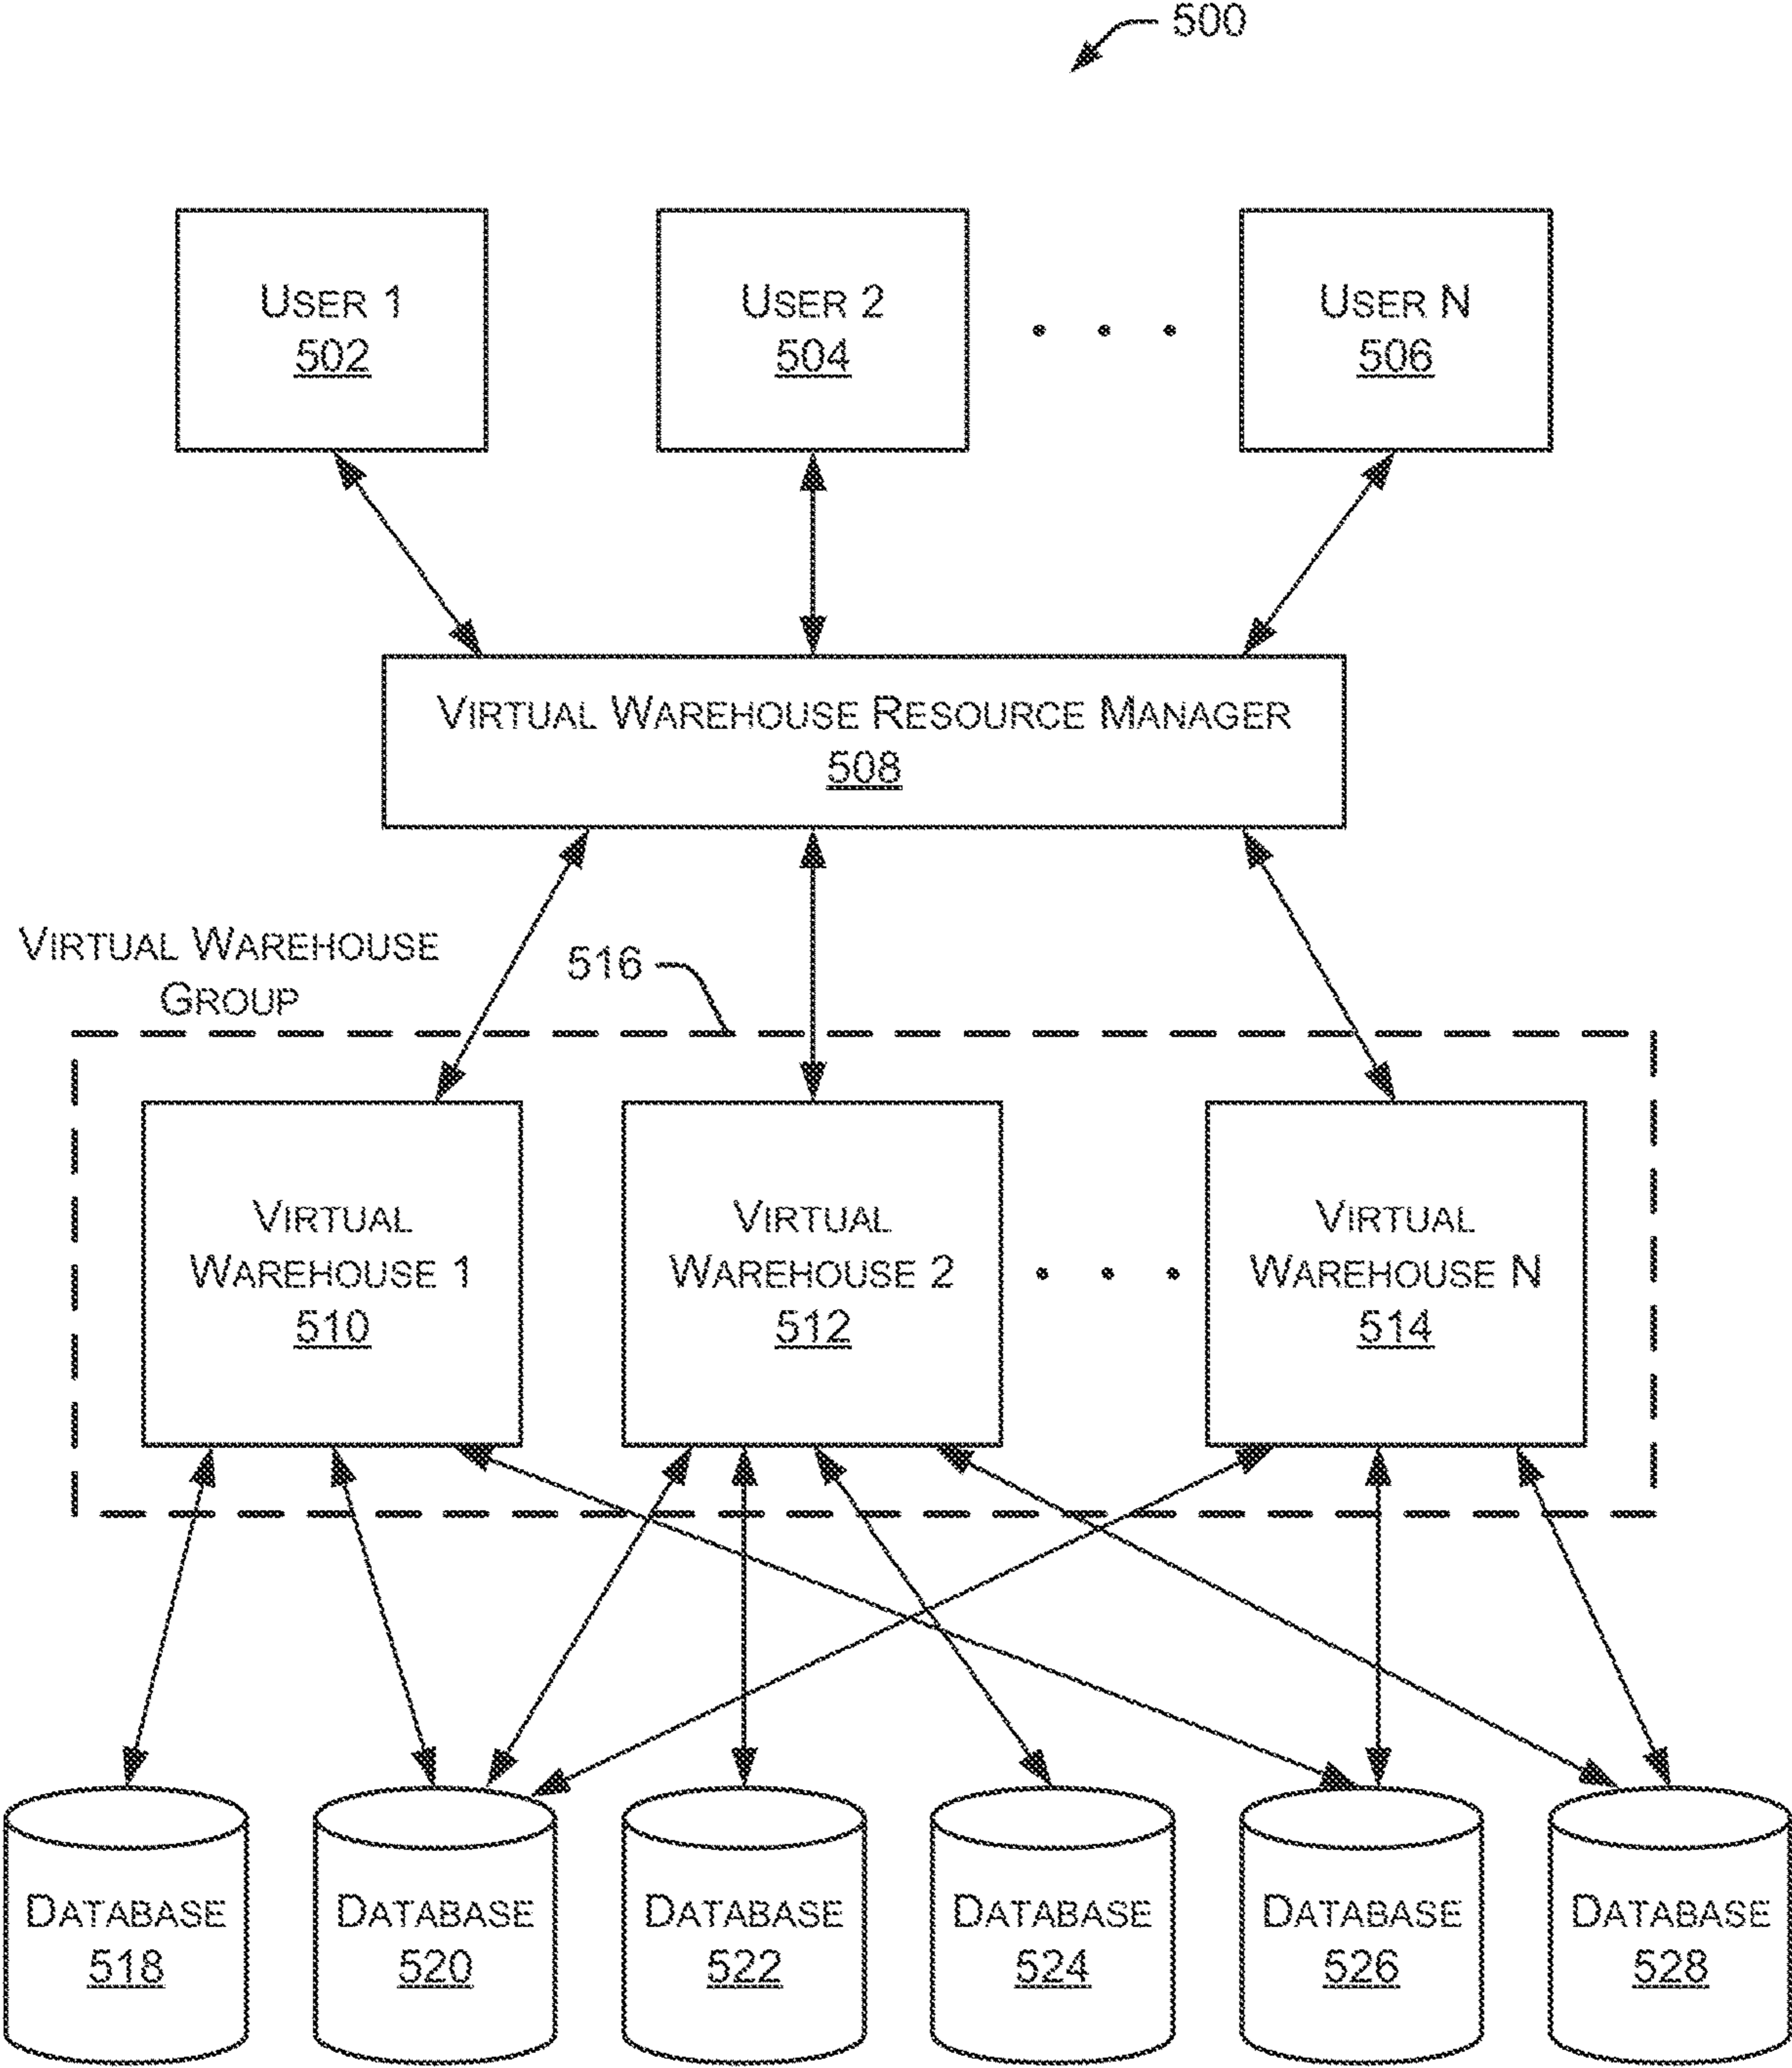 500
USER 1
502
USER 2
504
USER N
506
VIRTUAL WAREHOUSE RESOURCE MANAGER
508
VIRTUAL WAREHOUSE
GROUP
516
VIRTUAL
WAREHOUSE 1
510
VIRTUAL
WAREHOUSE 2
512
VIRTUAL
WAREHOUSE N
514
DATABASE
518
DATABASE
520
DATABASE
522
DATABASE
524
DATABASE
526
DATABASE
528